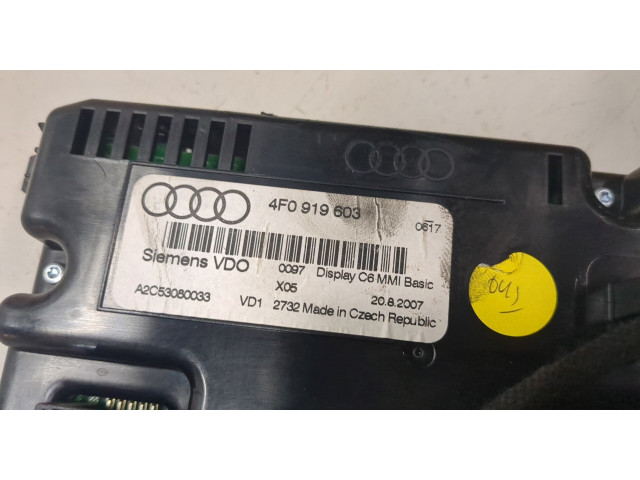 4F0 919 603
0617
Siemens VDO 0097 Display C6 MMI Basic
X05 20.8.2007
A2C53080033 VD1 2732 Made in Czech Republic